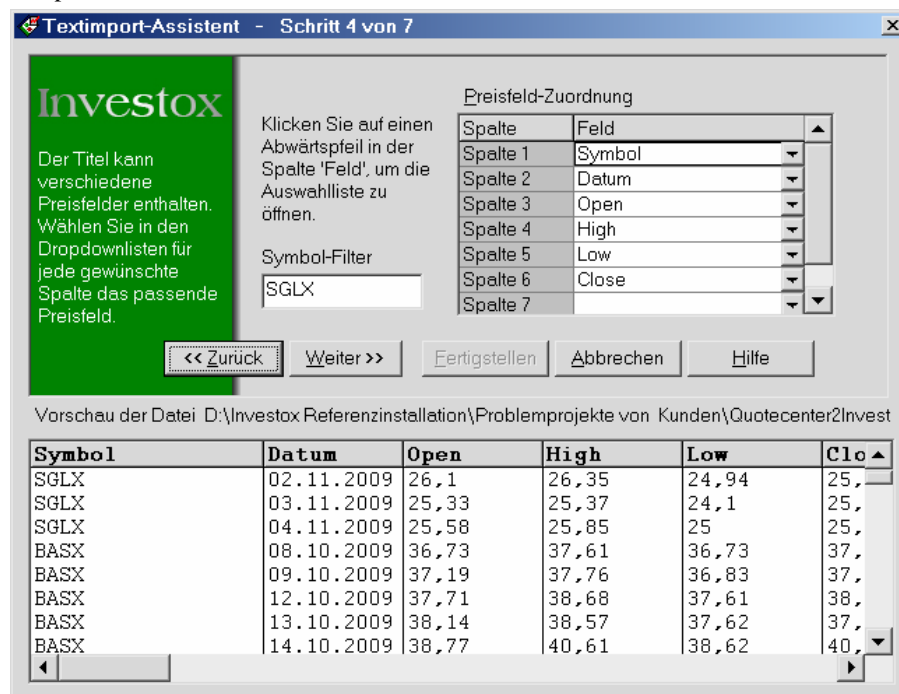 Textimport-Assistent - Schritt 4 von 7
Investox
Der Titel kann
verschiedene
Preisfelder enthalten.
Wählen Sie in den
Dropdownlisten für
jede gewünschte
Spalte das passende
Preisfeld.
Klicken Sie auf einen
Abwärtspfeil in der
Spalte 'Feld', um die
Auswahlliste zu
öffnen.
Symbol-Filter
SGLX
Preisfeld-Zuordnung
Spalte Feld
Spalte 1 Symbol
Spalte 2 Datum
Spalte 3 Open
Spalte 4 High
Spalte 5 Low
Spalte 6 Close
Spalte 7
<< Zurück Weiter >> Fertigstellen Abbrechen Hilfe
Vorschau der Datei D:\Investox Referenzinstallation\Problemprojekte von Kunden\Quotecenter2Invest
Symbol Datum Open High Low Clo
SGLX 02.11.2009 26,1 26,35 24,94 25,
SGLX 03.11.2009 25,33 25,37 24,1 25,
SGLX 04.11.2009 25,58 25,85 25 25,
BASX 08.10.2009 36,73 37,61 36,73 37,
BASX 09.10.2009 37,19 37,76 36,83 37,
BASX 12.10.2009 37,71 38,68 37,61 38,
BASX 13.10.2009 38,14 38,57 37,62 37,
BASX 14.10.2009 38,77 40,61 38,62 40,